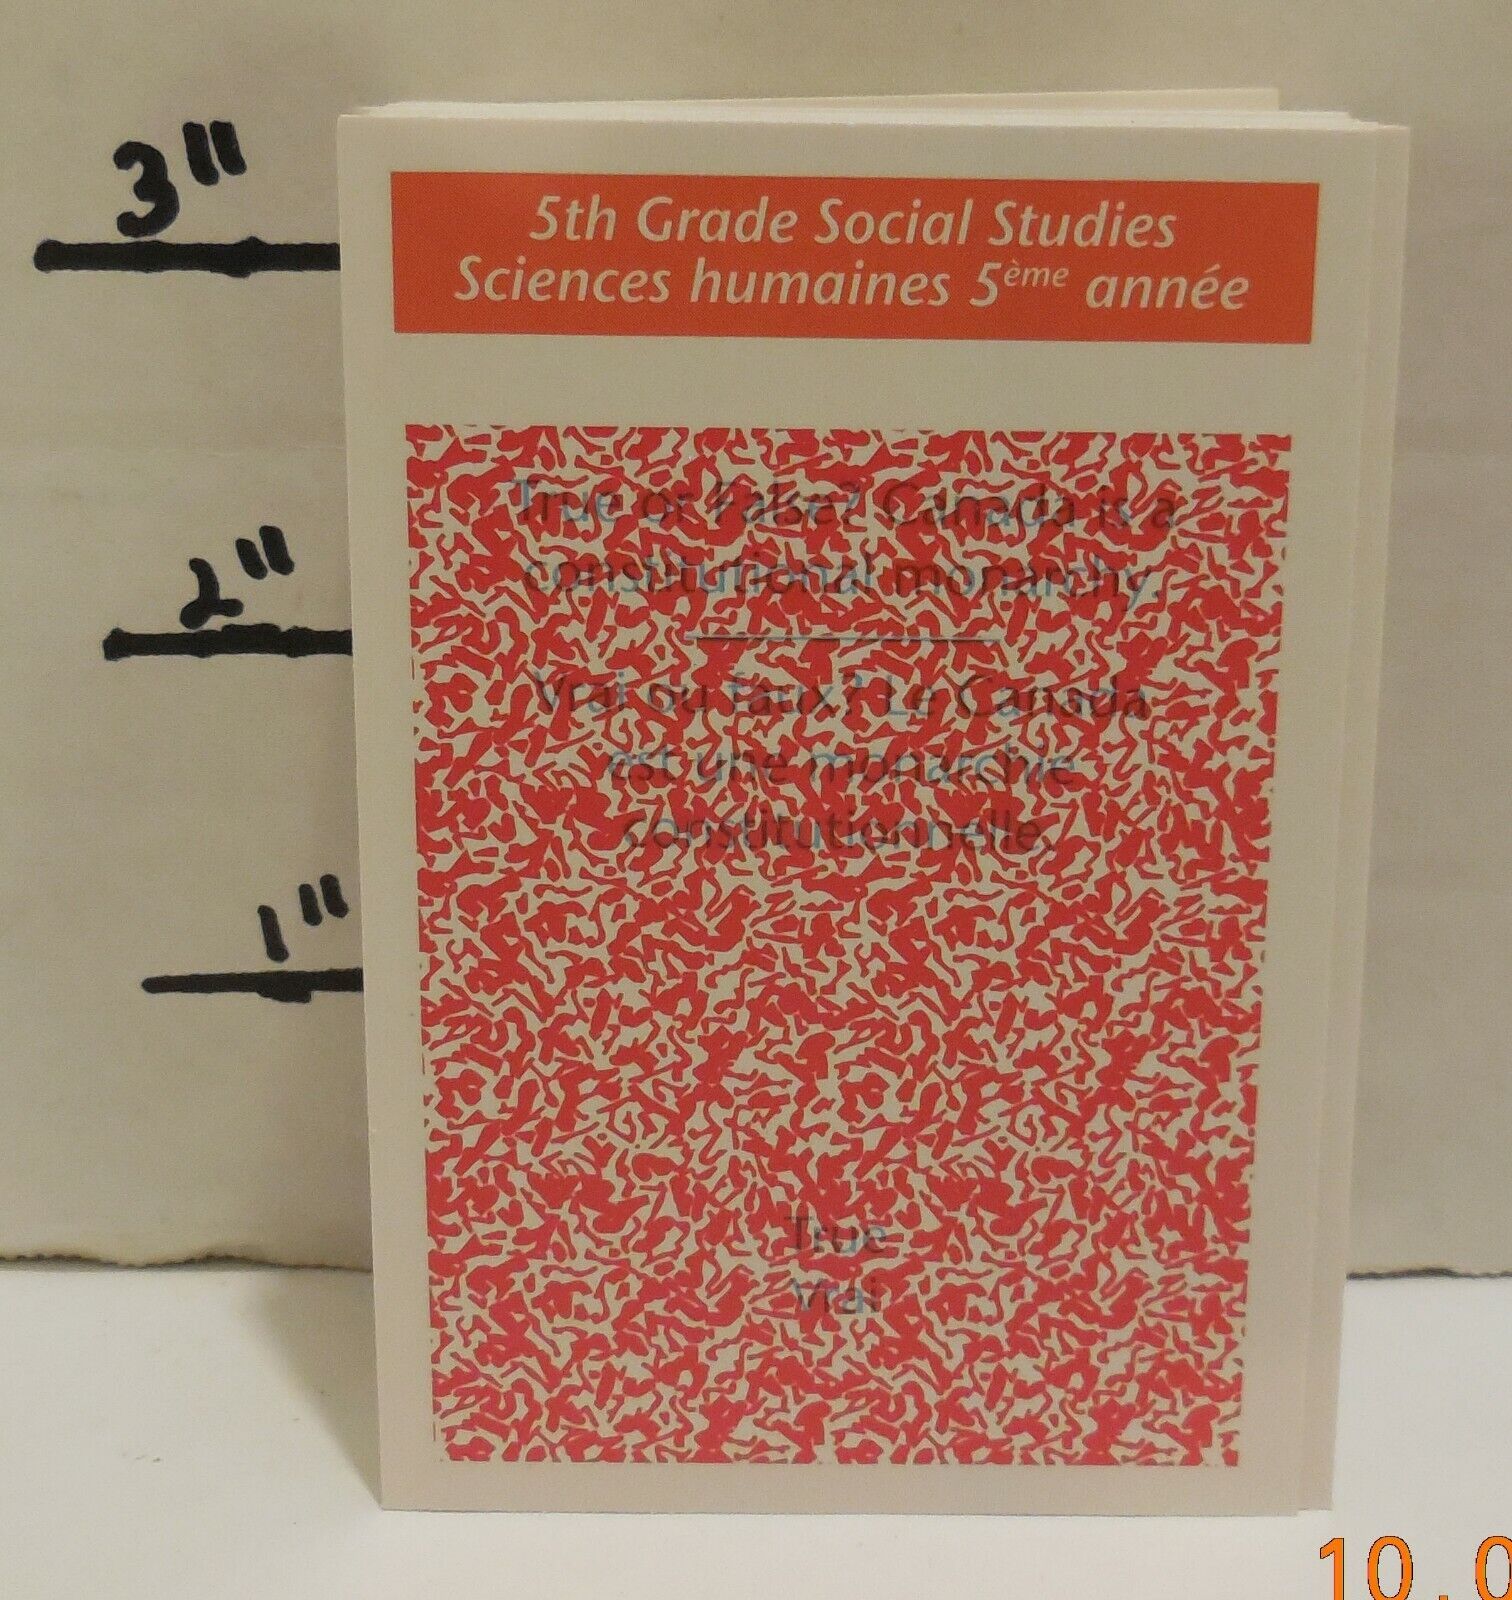 3"
5th Grade Social Studies
Sciences humaines 5ème année
True or False? Canada is a
constitutional monarchy.
2"
Vrai ou faux? Le Canada
est une monarchie
constitutionnelle.
1"
True
Vrai
10.0